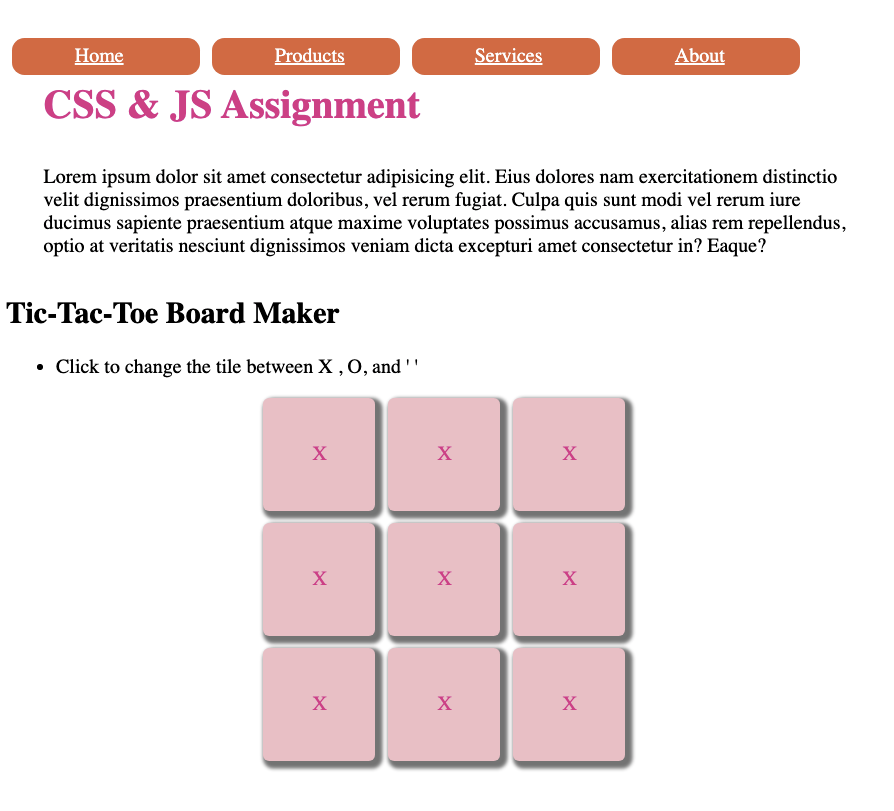 Home Products Services About
CSS & JS Assignment
Lorem ipsum dolor sit amet consectetur adipisicing elit. Eius dolores nam exercitationem distinctio
velit dignissimos praesentium doloribus, vel rerum fugiat. Culpa quis sunt modi vel rerum iure
ducimus sapiente praesentium atque maxime voluptates possimus accusamus, alias rem repellendus,
optio at veritatis nesciunt dignissimos veniam dicta excepturi amet consectetur in? Eaque?
Tic-Tac-Toe Board Maker
• Click to change the tile between X , O, and ' '
X X X
X X X
X X X